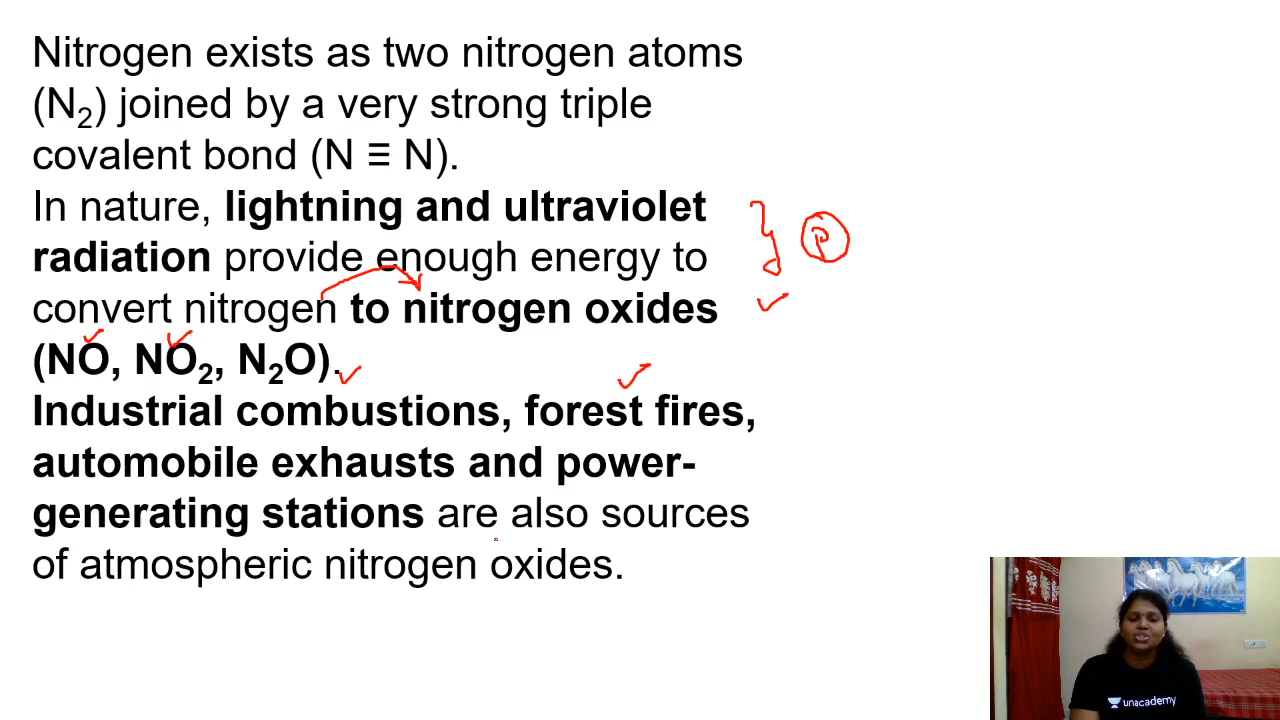 Nitrogen exists as two nitrogen atoms
(N₂) joined by a very strong triple
covalent bond (N ≡ N).
In nature, lightning and ultraviolet
radiation provide enough energy to
convert nitrogen to nitrogen oxides
(NO, NO₂, N₂O).
Industrial combustions, forest fires,
automobile exhausts and power-
generating stations are also sources
of atmospheric nitrogen oxides.
P
unacademy